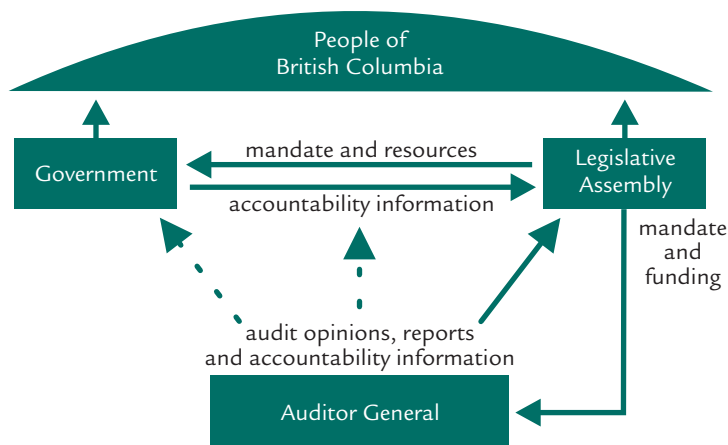 People of
British Columbia
Government
mandate and resources
Legislative
Assembly
accountability information
mandate
and
funding
audit opinions, reports
and accountability information
Auditor General